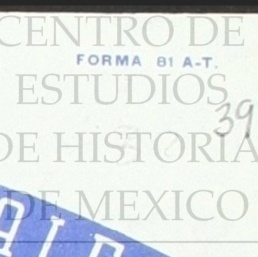 CENTRO DE
FORMA 81 A-T.
ESTUDIOS
39
DE HISTORIA
DE MEXICO